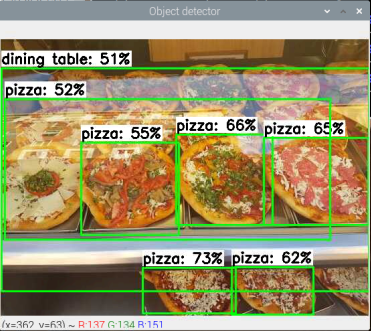 Object detector
dining table: 51%
pizza: 52%
pizza: 55%
pizza: 66%
pizza: 65%
pizza: 73%
pizza: 62%
(x=362, y=63) ~ R:137 G:134 B:151